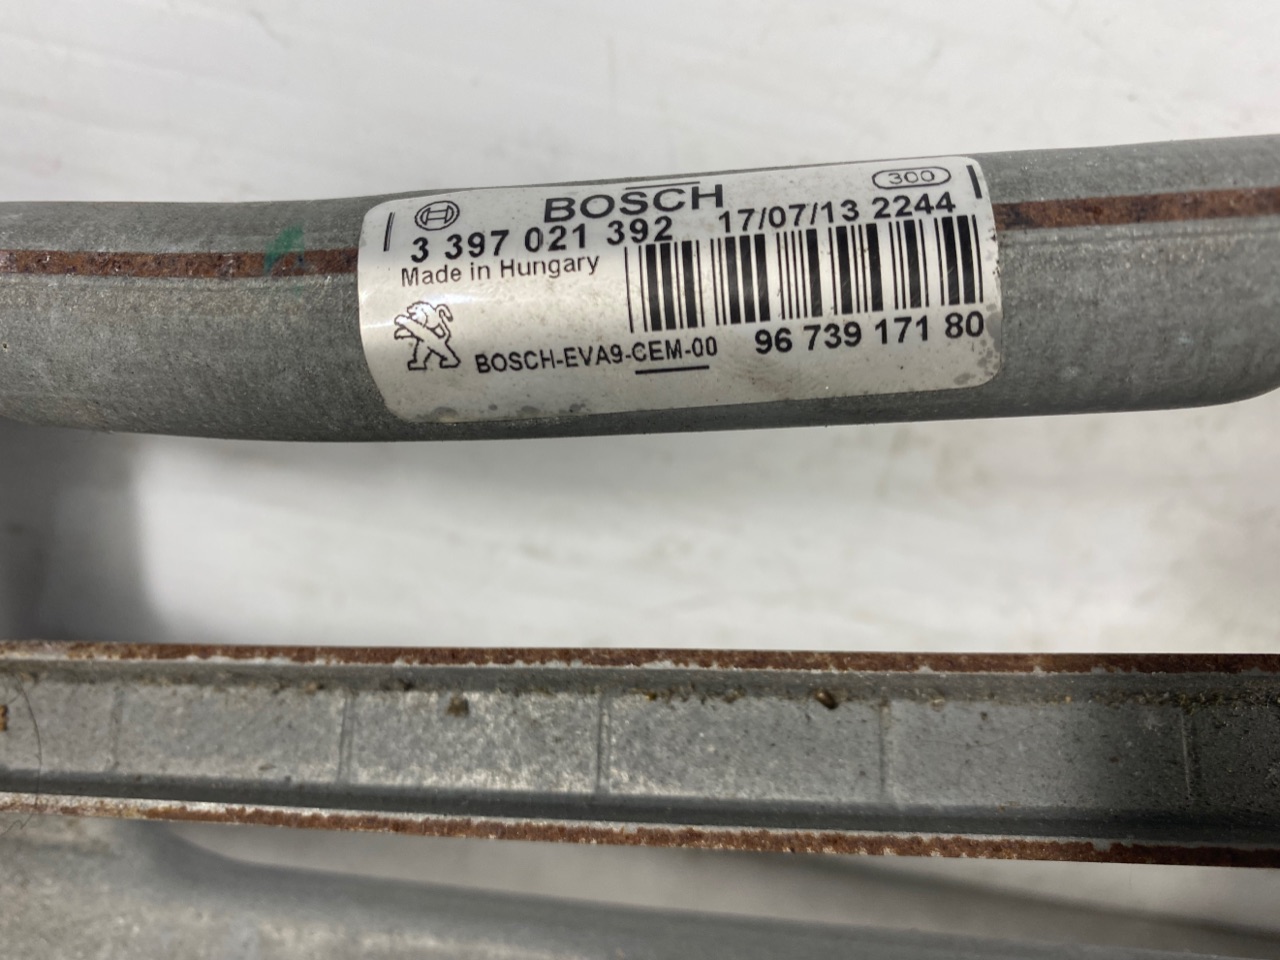 BOSCH
300
3 397 021 392 17/07/13 2244
Made in Hungary
BOSCH-EVA9-CEM-00 96 739 171 80